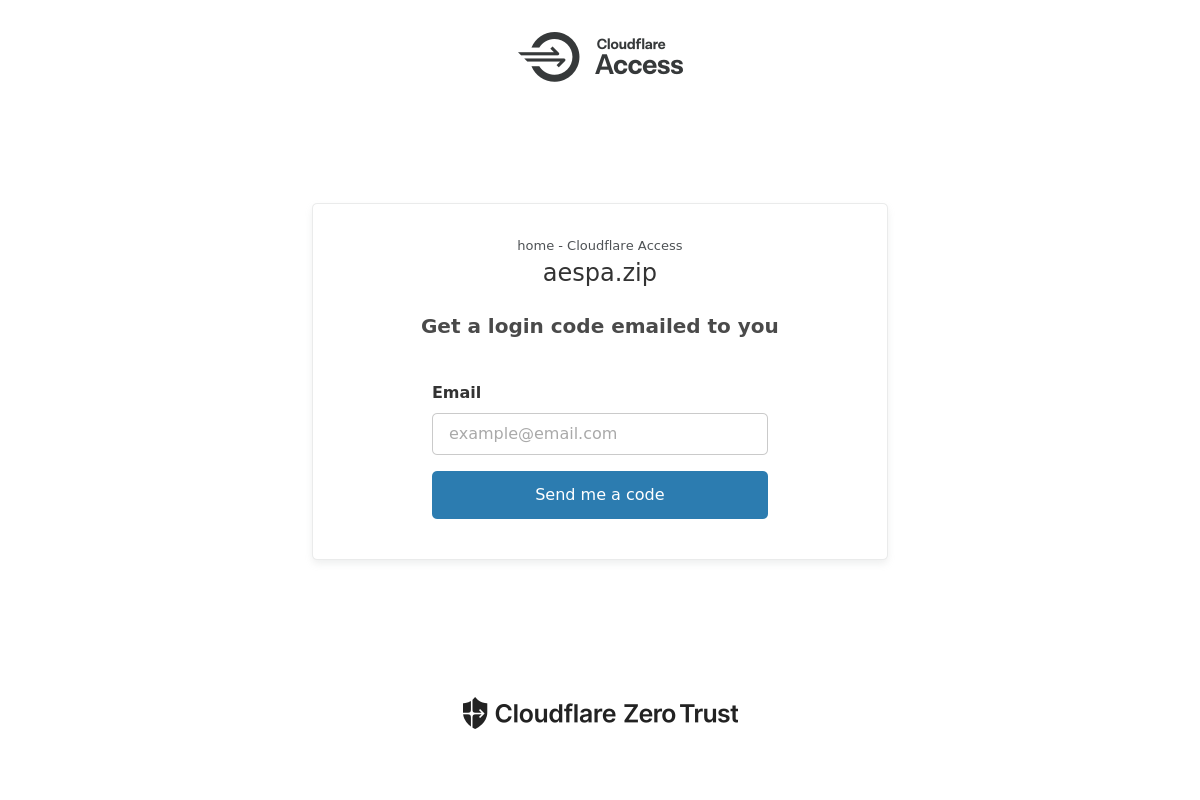 Cloudflare
Access
home - Cloudflare Access
aespa.zip
Get a login code emailed to you
Email
example@email.com
Send me a code
Cloudflare Zero Trust